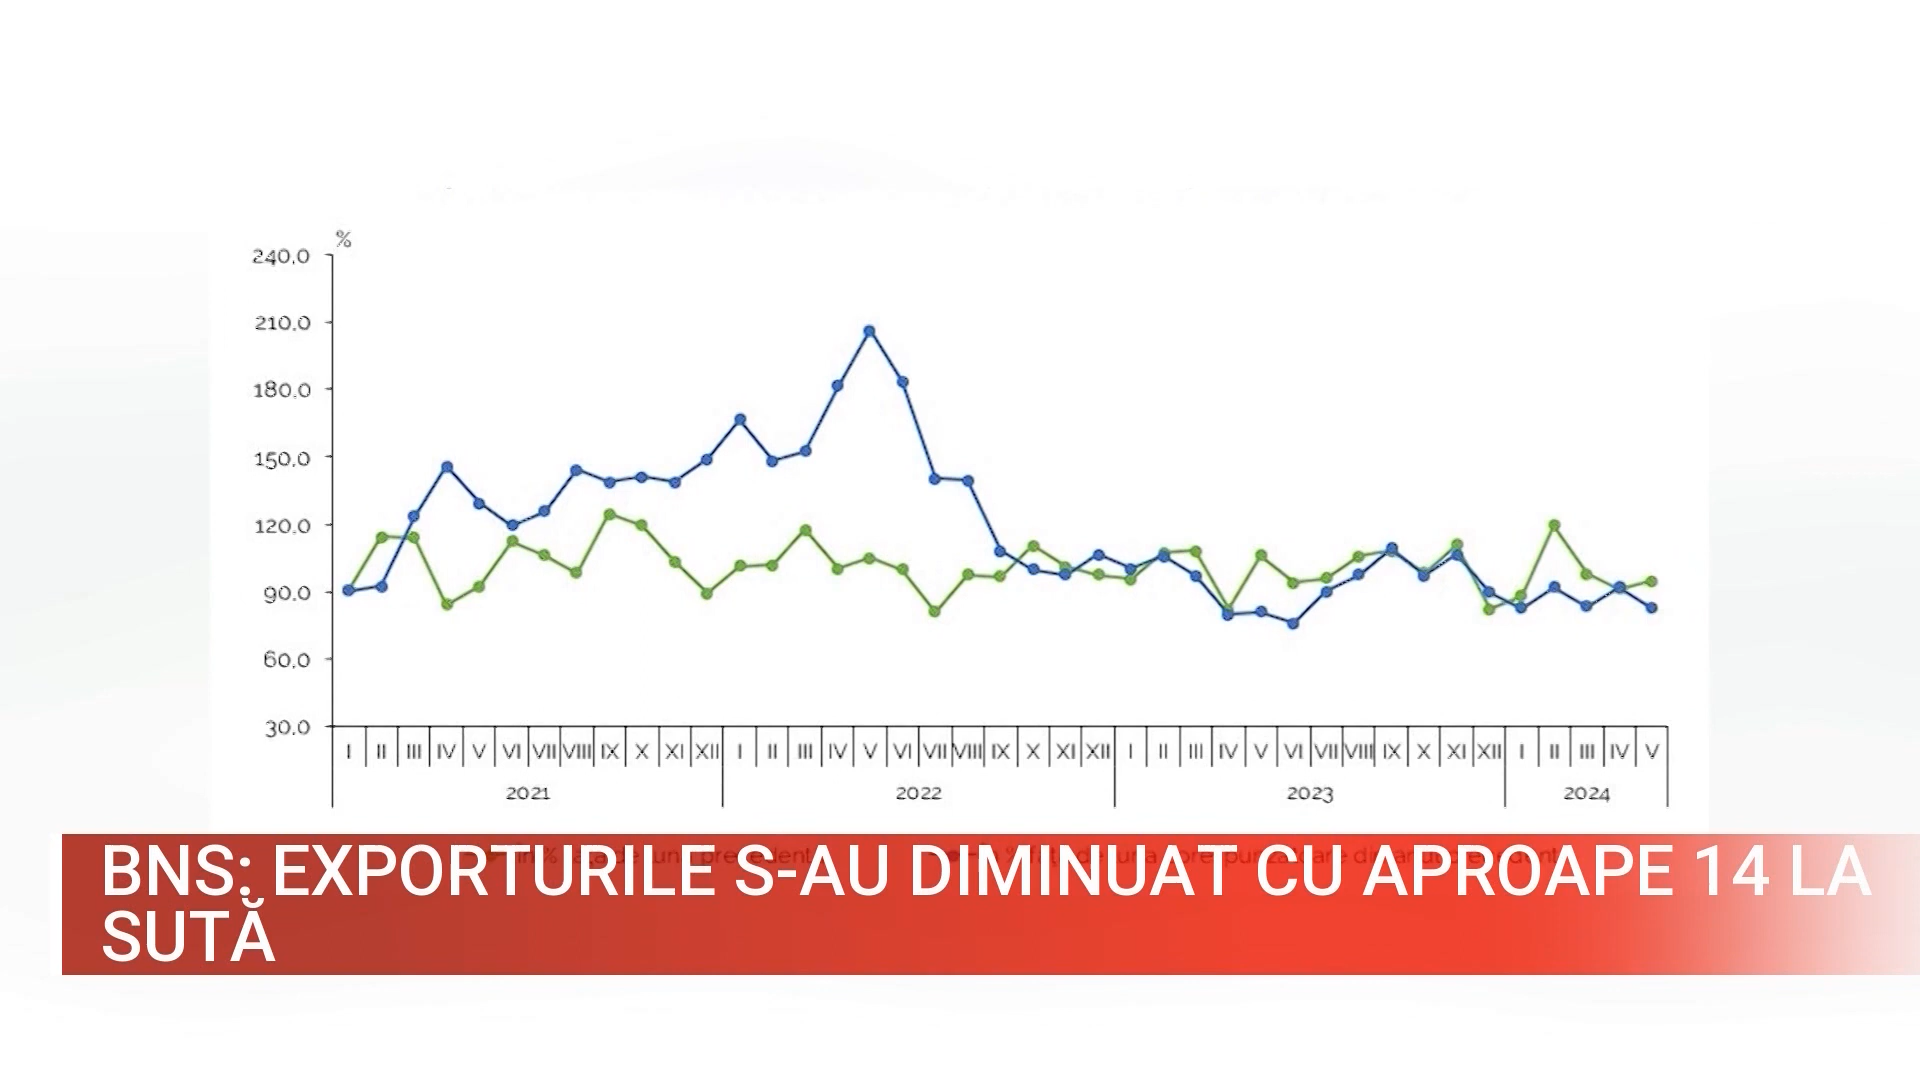 %
240,0
210,0
180,0
150,0
120,0
90,0
60,0
30,0
I II III IV V VI VII VIII IX X XI XII I II III IV V VI VII VIII IX X XI XII I II III IV V VI VII VIII IX X XI XII I II III IV V
2021 2022 2023 2024
BNS: EXPORTURILE S-AU DIMINUAT CU APROAPE 14 LA
SUTĂ